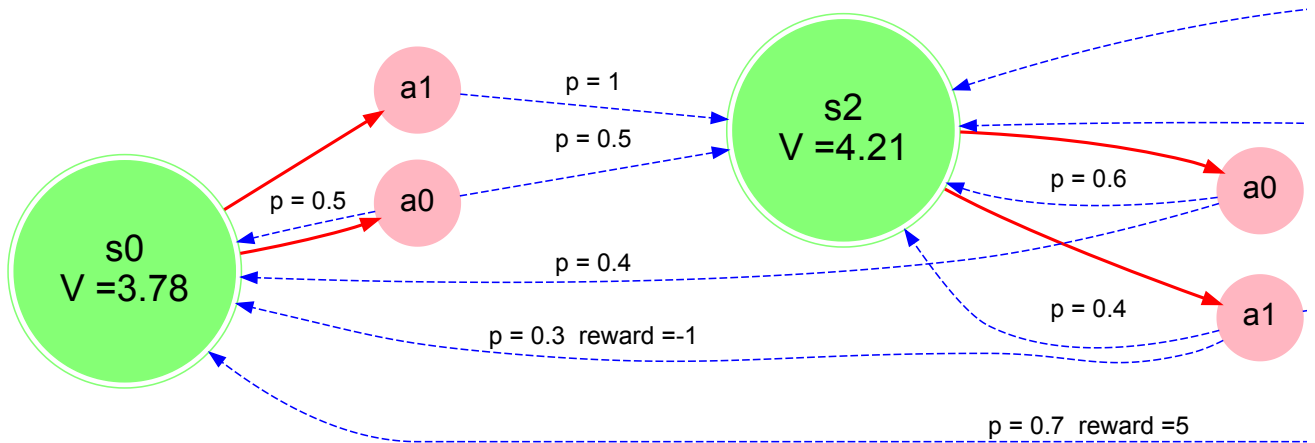 a1
p = 1
s2
V =4.21
p = 0.5
p = 0.5
a0
p = 0.6
a0
s0
V =3.78
p = 0.4
p = 0.4
a1
p = 0.3  reward =-1
p = 0.7  reward =5